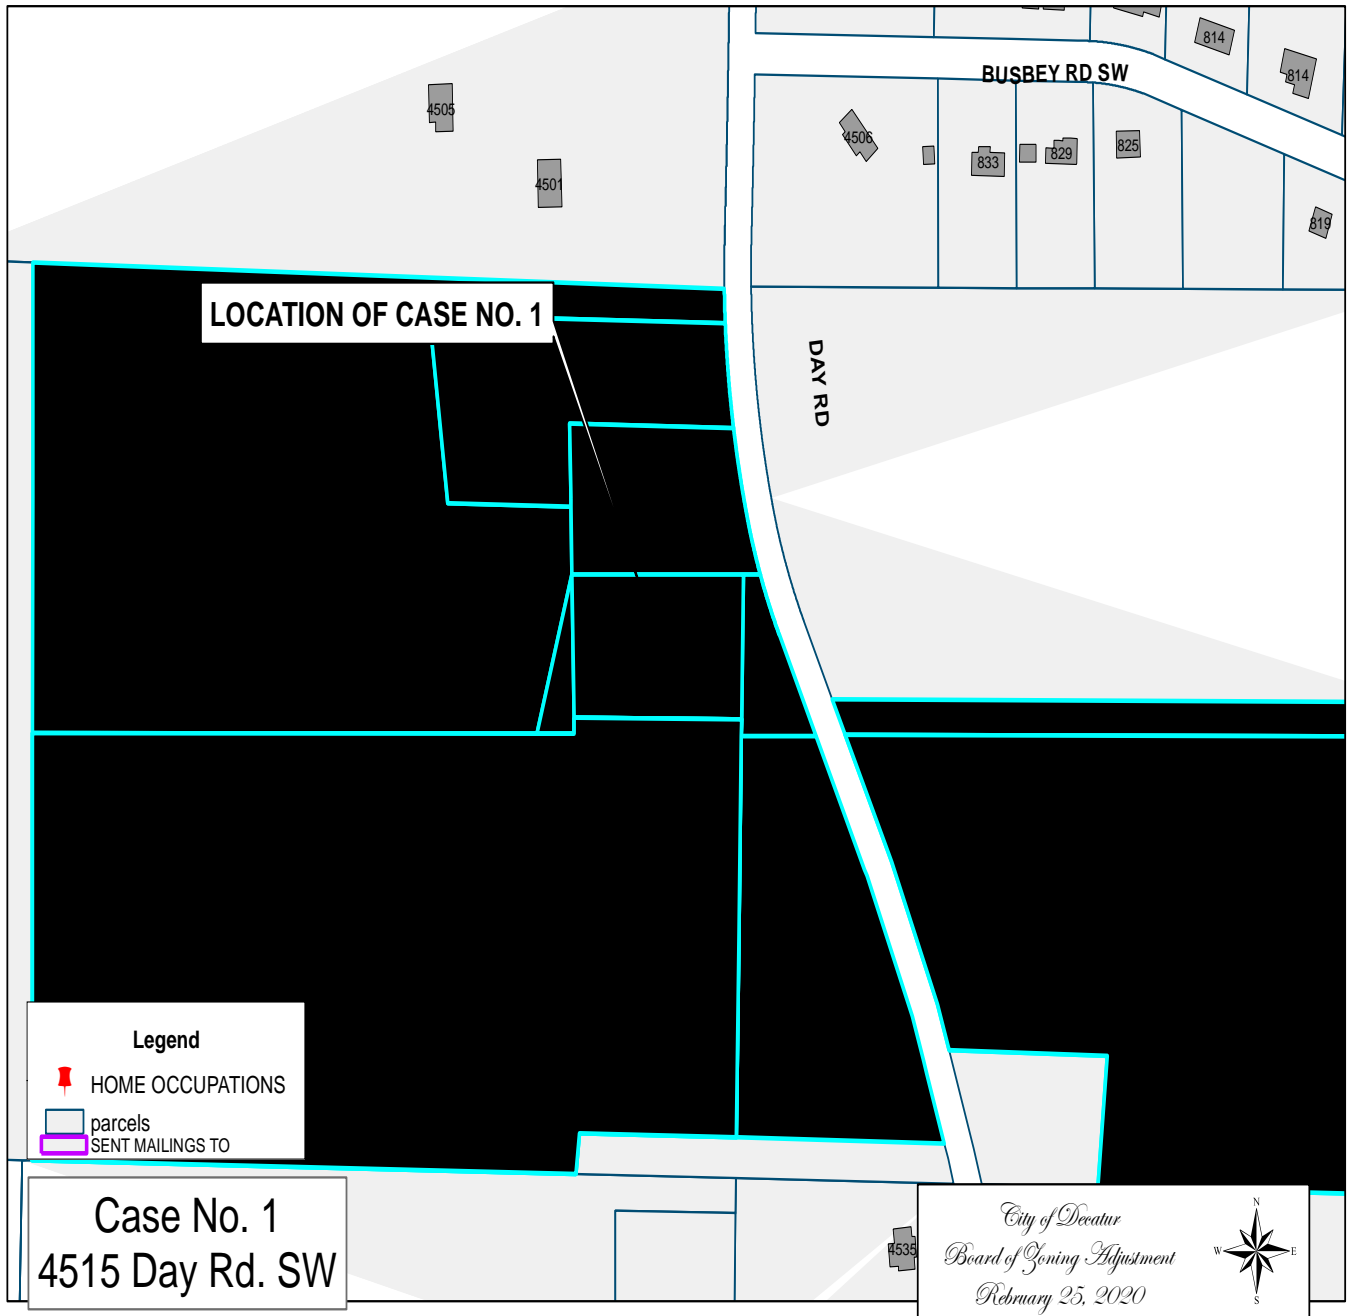 814
814
BUSBEY RD SW
4505
4506
833
829
825
4501
819
LOCATION OF CASE NO. 1
DAY RD
Legend
HOME OCCUPATIONS
parcels
SENT MAILINGS TO
Case No. 1
4515 Day Rd. SW
4535
City of Decatur
Board of Zoning Adjustment
Rebruary 25, 2020
N
W E
S